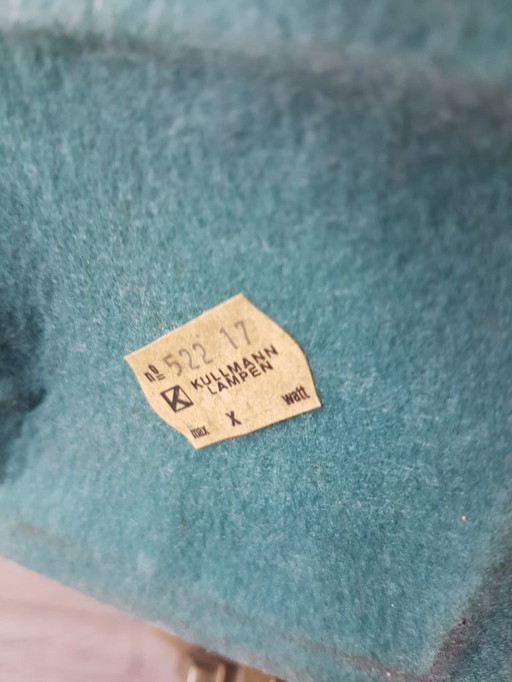 nº 522 17
K KULLMANN
LAMPEN
max X watt